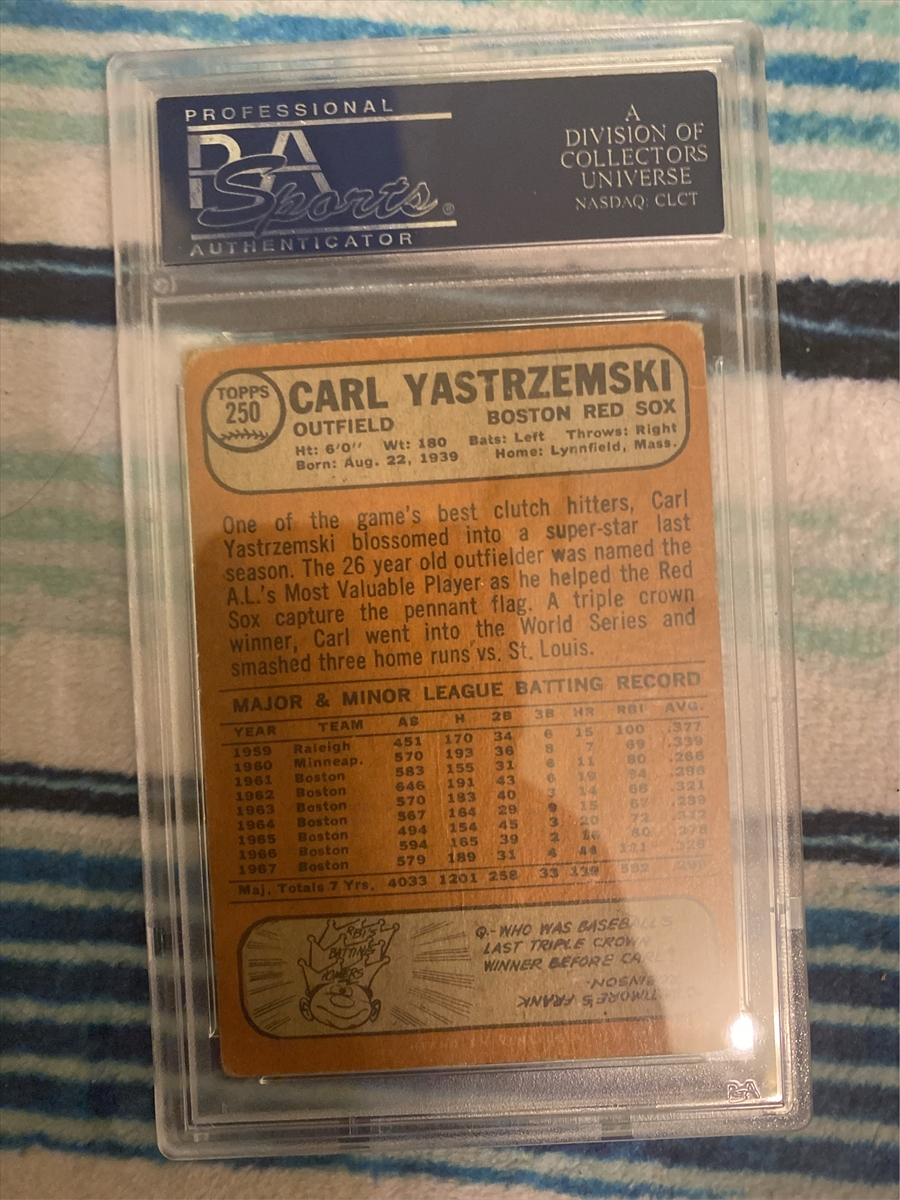 PROFESSIONAL
PSA
Sports®
AUTHENTICATOR
A
DIVISION OF
COLLECTORS
UNIVERSE
NASDAQ: CLCT
TOPPS
250
CARL YASTRZEMSKI
OUTFIELD BOSTON RED SOX
Ht: 6'0" Wt: 180 Bats: Left Throws: Right
Born: Aug. 22, 1939 Home: Lynnfield, Mass.
One of the game's best clutch hitters, Carl
Yastrzemski blossomed into a super-star last
season. The 26 year old outfielder was named the
A.L.'s Most Valuable Player as he helped the Red
Sox capture the pennant flag. A triple crown
winner, Carl went into the World Series and
smashed three home runs vs. St. Louis.
MAJOR & MINOR LEAGUE BATTING RECORD
YEAR TEAM AB H 2B 3B HR RBI AVG.
1959 Raleigh 451 170 34 6 15 100 .377
1960 Minneap. 570 193 36 8 7 69 .339
1961 Boston 583 155 31 6 11 80 .266
1962 Boston 646 191 43 6 19 94 .296
1963 Boston 570 183 40 3 14 68 .321
1964 Boston 567 164 29 9 15 67 .289
1965 Boston 494 154 45 3 20 72 .312
1966 Boston 594 165 39 2 16 80 .278
1967 Boston 579 189 31 4 44 121 .326
Maj. Totals 7 Yrs. 4033 1201 258 33 139 582
RBI'S
BATTING
HOMERS
Q.- WHO WAS BASEBALL'S
LAST TRIPLE CROWN
WINNER BEFORE CARL?
FRANK
PSA